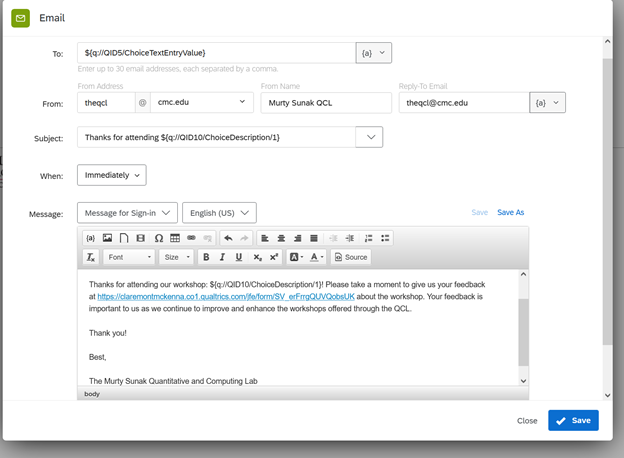 Email
To:
${q://QID5/ChoiceTextEntryValue}
{a}
Enter up to 30 email addresses, each separated by a comma.
From Address
From Name
Reply-To Email
From:
theqcl
@
cmc.edu
Murty Sunak QCL
theqcl@cmc.edu
{a}
Subject:
Thanks for attending ${q://QID10/ChoiceDescription/1}
When:
Immediately
Message:
Message for Sign-in
English (US)
Save
Save As
{a}
Font
Size
B I U x₂ x²
A
A
Source
Thanks for attending our workshop: ${q://QID10/ChoiceDescription/1}! Please take a moment to give us your feedback
at https://claremontmckenna.co1.qualtrics.com/jfe/form/SV_erFrrgQUVQobsUK about the workshop. Your feedback is
important to us as we continue to improve and enhance the workshops offered through the QCL.
Thank you!
Best,
The Murty Sunak Quantitative and Computing Lab
body
Close
Save